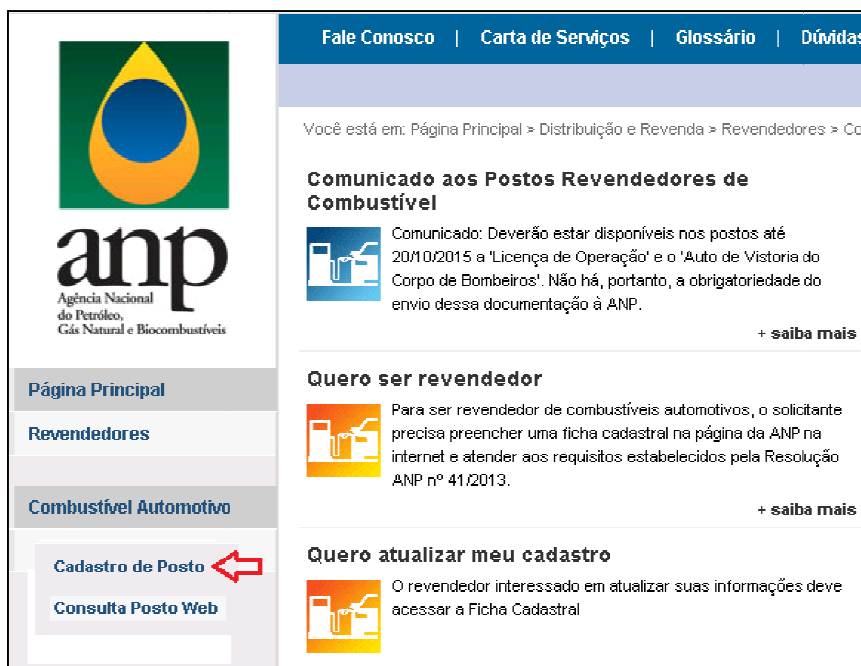 Fale Conosco | Carta de Serviços | Glossário | Dúvidas
anp
Agência Nacional
do Petróleo,
Gás Natural e Biocombustíveis
Página Principal
Revendedores
Combustível Automotivo
Cadastro de Posto
Consulta Posto Web
Você está em: Página Principal > Distribuição e Revenda > Revendedores > Co
Comunicado aos Postos Revendedores de
Combustível
Comunicado: Deverão estar disponíveis nos postos até
20/10/2015 a 'Licença de Operação' e o 'Auto de Vistoria do
Corpo de Bombeiros'. Não há, portanto, a obrigatoriedade do
envio dessa documentação à ANP.
+ saiba mais
Quero ser revendedor
Para ser revendedor de combustíveis automotivos, o solicitante
precisa preencher uma ficha cadastral na página da ANP na
internet e atender aos requisitos estabelecidos pela Resolução
ANP nº 41/2013.
+ saiba mais
Quero atualizar meu cadastro
O revendedor interessado em atualizar suas informações deve
acessar a Ficha Cadastral